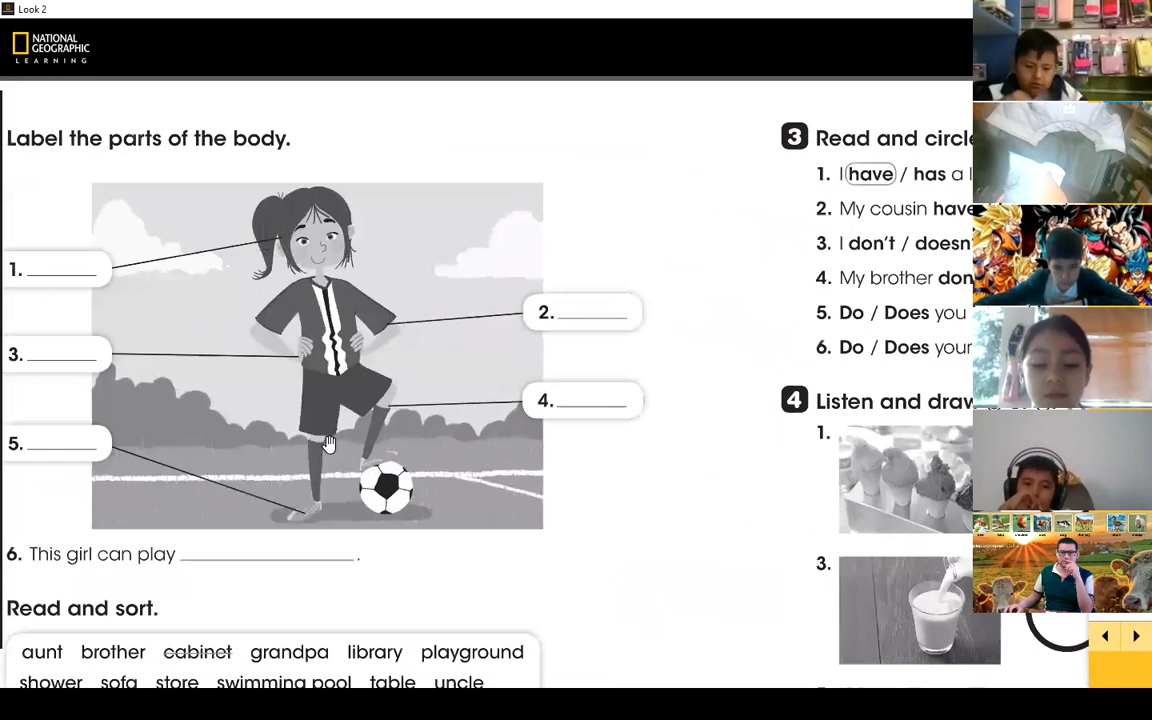 Look 2
NATIONAL
GEOGRAPHIC
LEARNING
Label the parts of the body.
1.
2.
3.
4.
5.
6. This girl can play .
Read and sort.
aunt brother cabinet grandpa library playground
shower sofa store swimming pool table uncle
3 Read and circle
1. I have / has a
2. My cousin have
3. I don't / doesn
4. My brother don
5. Do / Does you
6. Do / Does your
4 Listen and draw
1.
3.